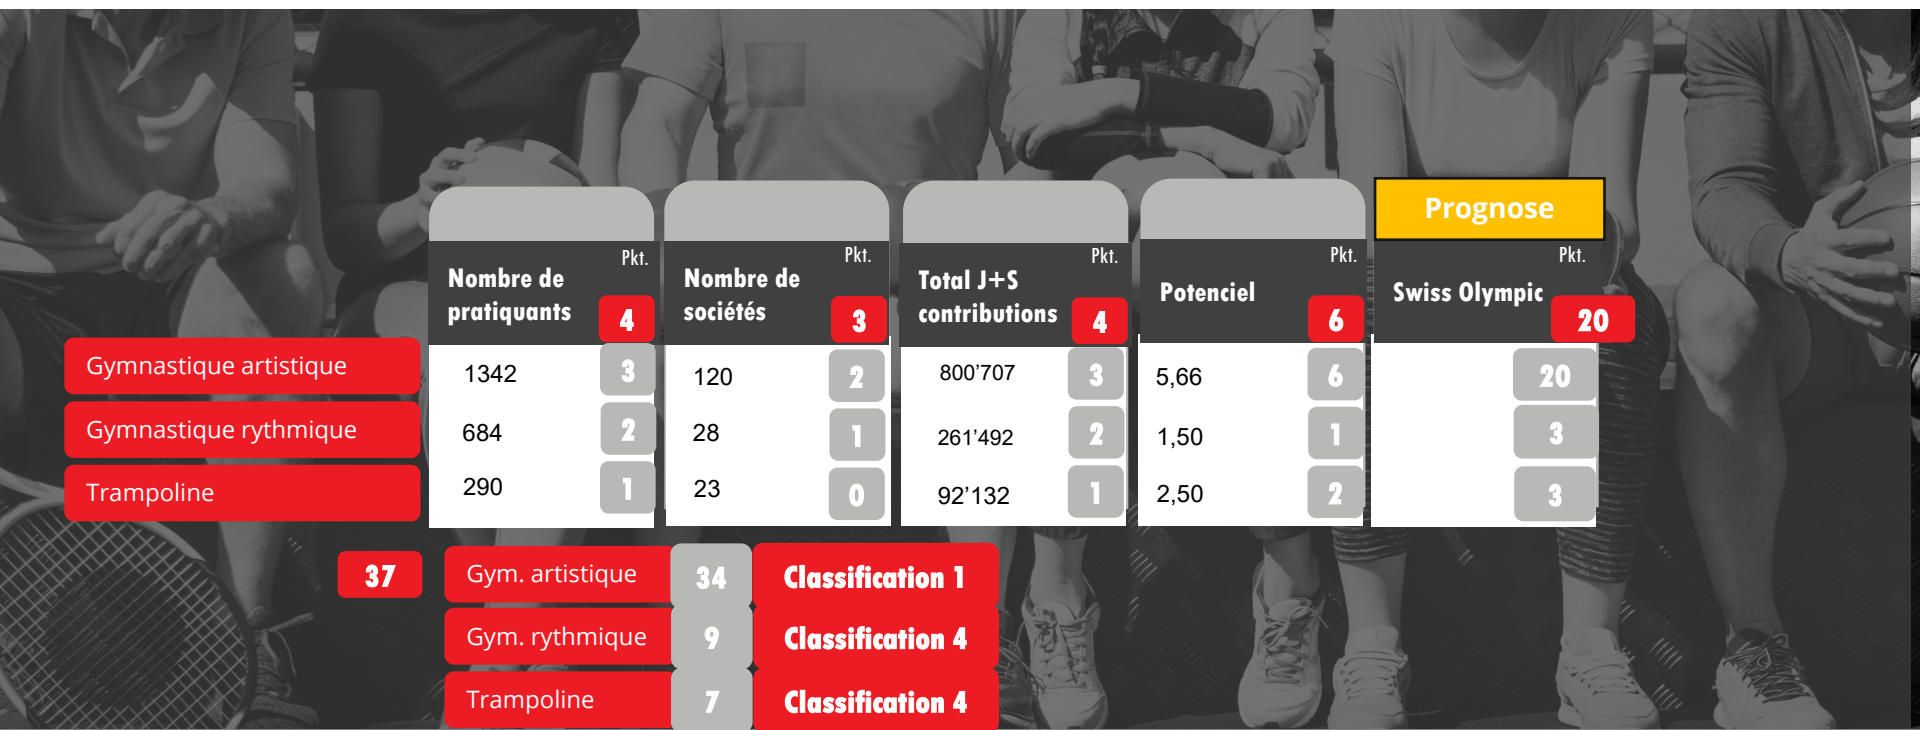 Prognose
Pkt. Pkt. Pkt. Pkt. Pkt.
Nombre de pratiquants 4
Nombre de sociétés 3
Total J+S contributions 4
Potenciel 6
Swiss Olympic 20
Gymnastique artistique 1342 3 120 2 800’707 3 5,66 6 20
Gymnastique rythmique 684 2 28 1 261’492 2 1,50 1 3
Trampoline 290 1 23 0 92’132 1 2,50 2 3
37 Gym. artistique 34 Classification 1
Gym. rythmique 9 Classification 4
Trampoline 7 Classification 4